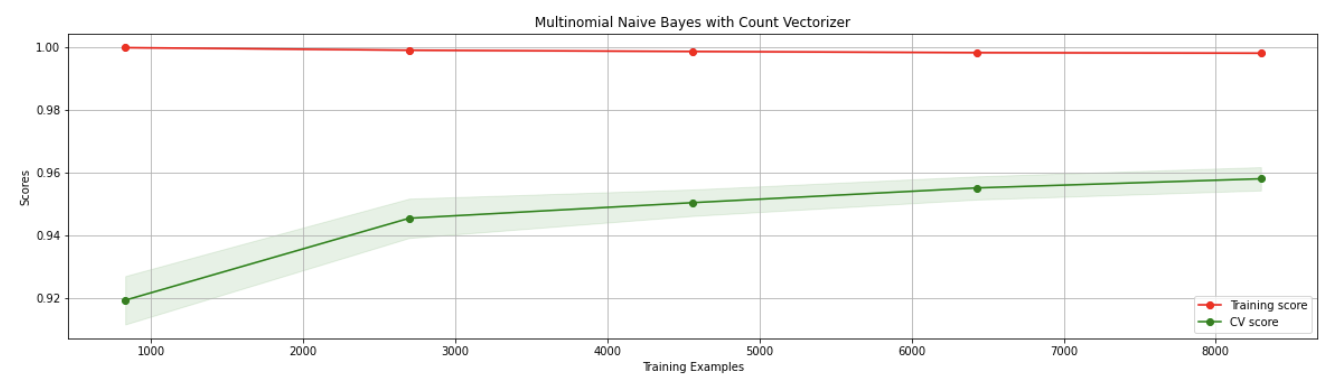 Multinomial Naive Bayes with Count Vectorizer
1.00
0.98
0.96
0.94
0.92
Scores
1000 2000 3000 4000 5000 6000 7000 8000
Training Examples
Training score
CV score